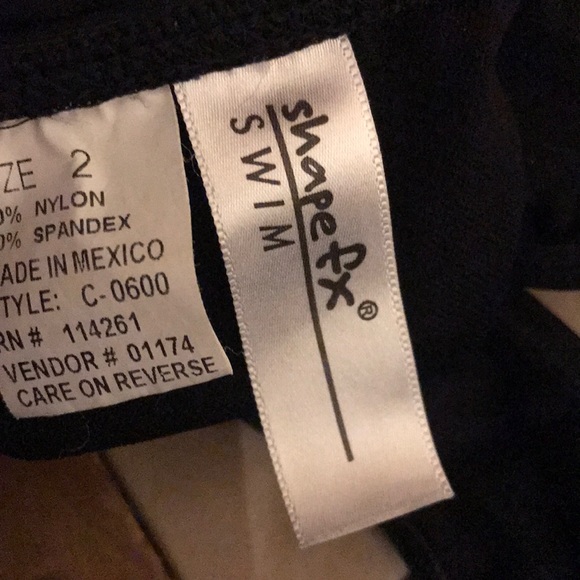 ZE 2
0% NYLON
0% SPANDEX
ADE IN MEXICO
TYLE: C-0600
RN # 114261
VENDOR # 01174
CARE ON REVERSE
shape fx®
SWIM